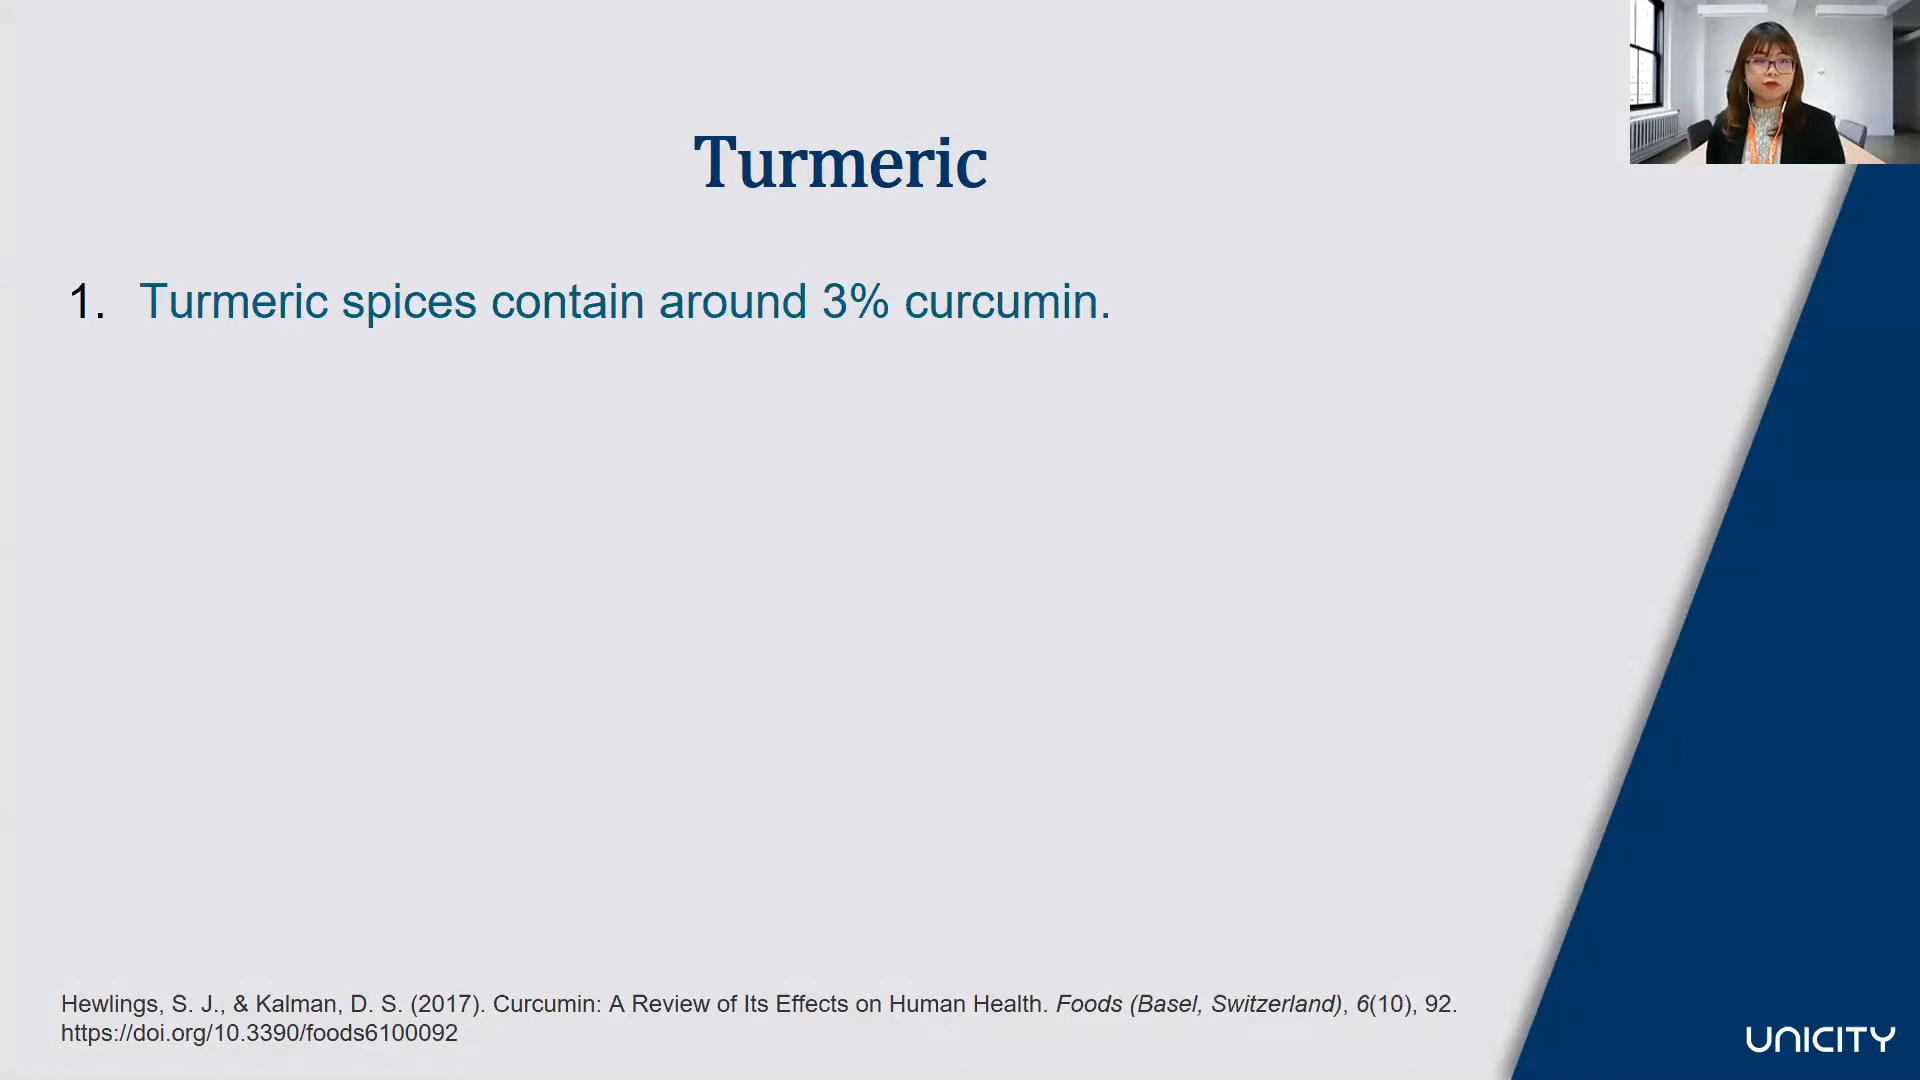 Turmeric
1. Turmeric spices contain around 3% curcumin.
Hewlings, S. J., & Kalman, D. S. (2017). Curcumin: A Review of Its Effects on Human Health. Foods (Basel, Switzerland), 6(10), 92.
https://doi.org/10.3390/foods6100092
UNICITY